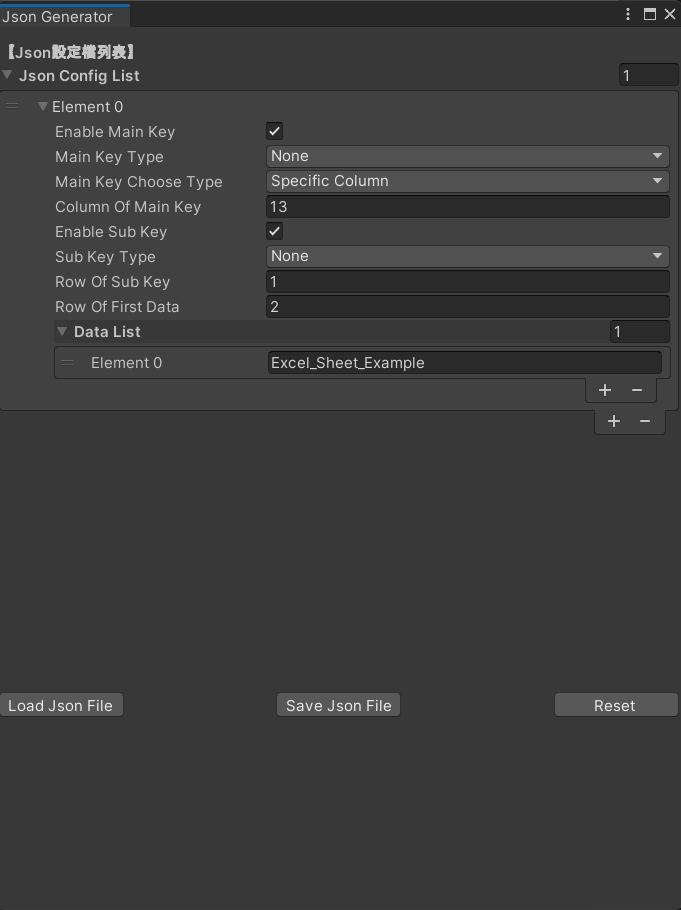 Json Generator
【Json設定檔列表】
Json Config List 1
Element 0
Enable Main Key
Main Key Type None
Main Key Choose Type Specific Column
Column Of Main Key 13
Enable Sub Key
Sub Key Type None
Row Of Sub Key 1
Row Of First Data 2
Data List 1
Element 0 Excel_Sheet_Example
+ −
+ −
Load Json File Save Json File Reset